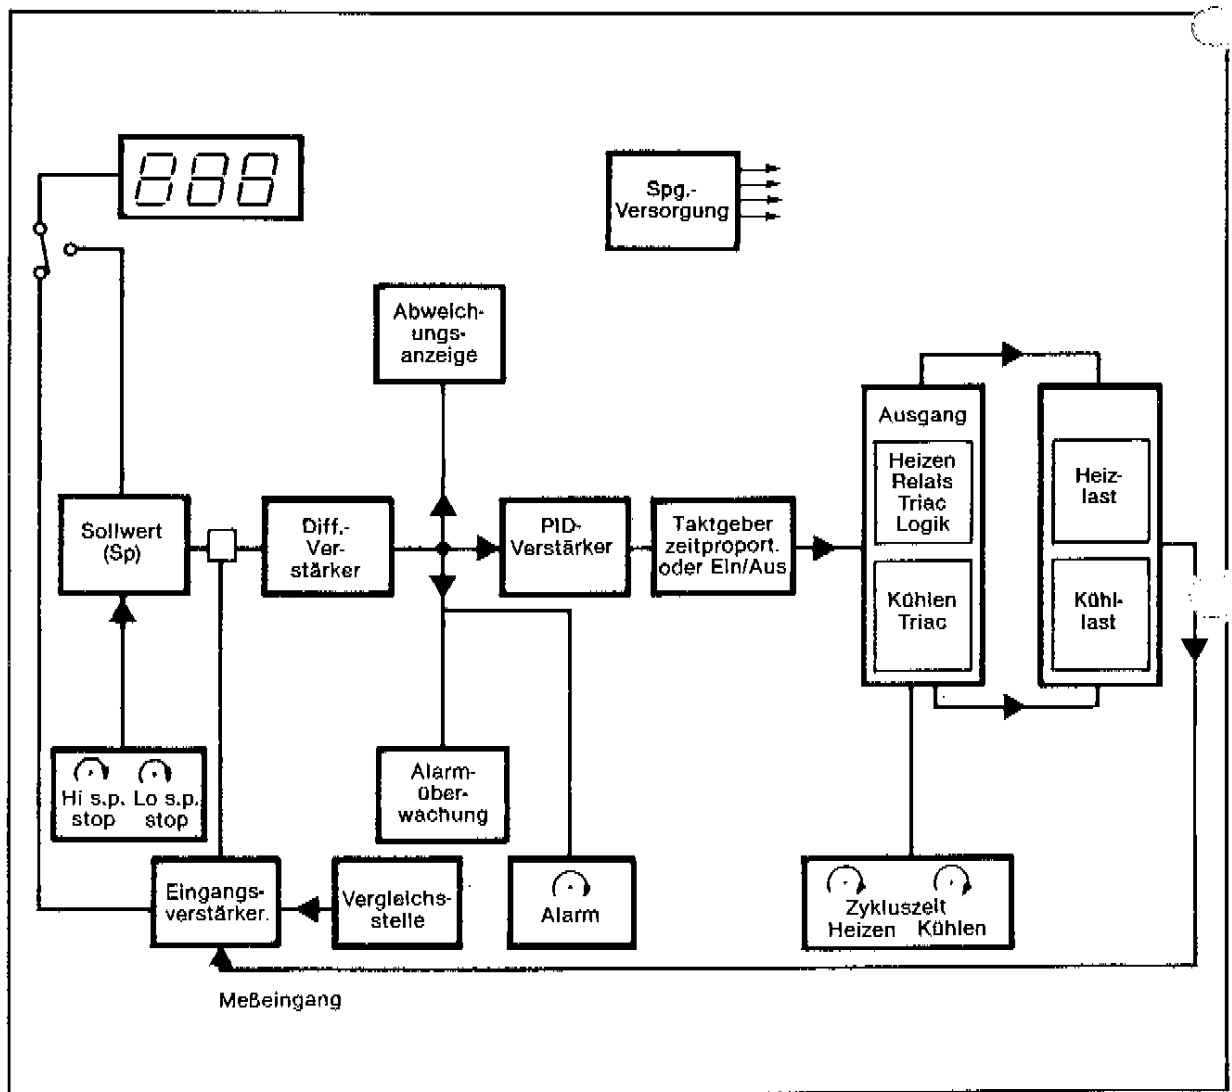 888
Spg.-
Versorgung
Abweich-
ungs-
anzeige
Ausgang
Heizen
Relais
Triac
Logik
Heiz-
last
Sollwert
(Sp)
Diff.-
Ver-
stärker
PID-
Verstärker
Taktgeber
zeitproport.
oder Ein/Aus
Kühlen
Triac
Kühl-
last
Hi s.p.
stop
Lo s.p.
stop
Alarm-
über-
wachung
Eingangs-
verstärker.
Vergleichs-
stelle
Alarm
Zykluszeit
Heizen Kühlen
Meßeingang